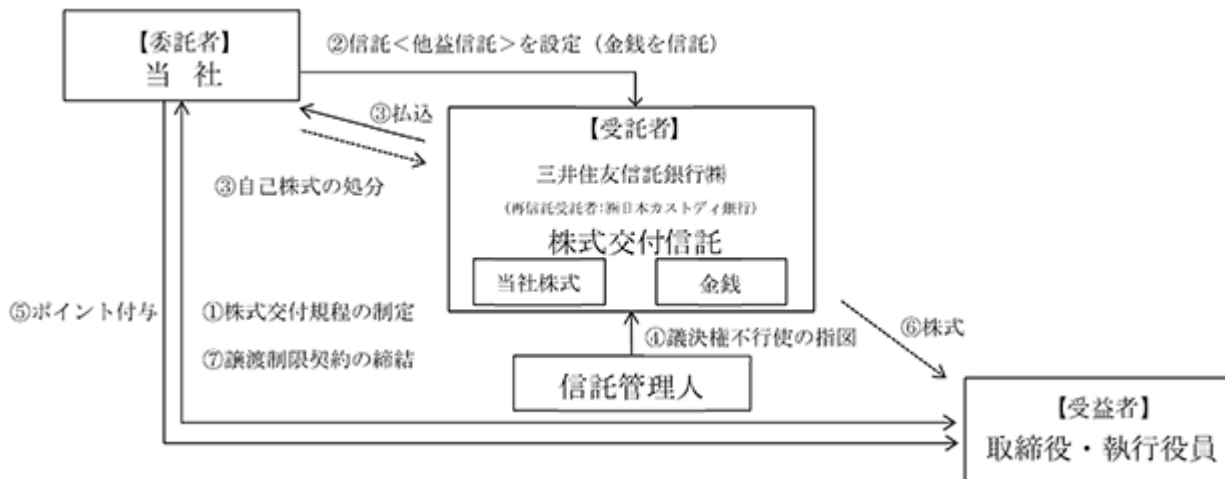 【委託者】
当 社
②信託<他益信託>を設定（金銭を信託）
③払込
③自己株式の処分
【受託者】
三井住友信託銀行㈱
(再信託受託者:㈱日本カストディ銀行)
株式交付信託
当社株式
金銭
⑤ポイント付与
①株式交付規程の制定
⑦譲渡制限契約の締結
④議決権不行使の指図
⑥株式
信託管理人
【受益者】
取締役・執行役員